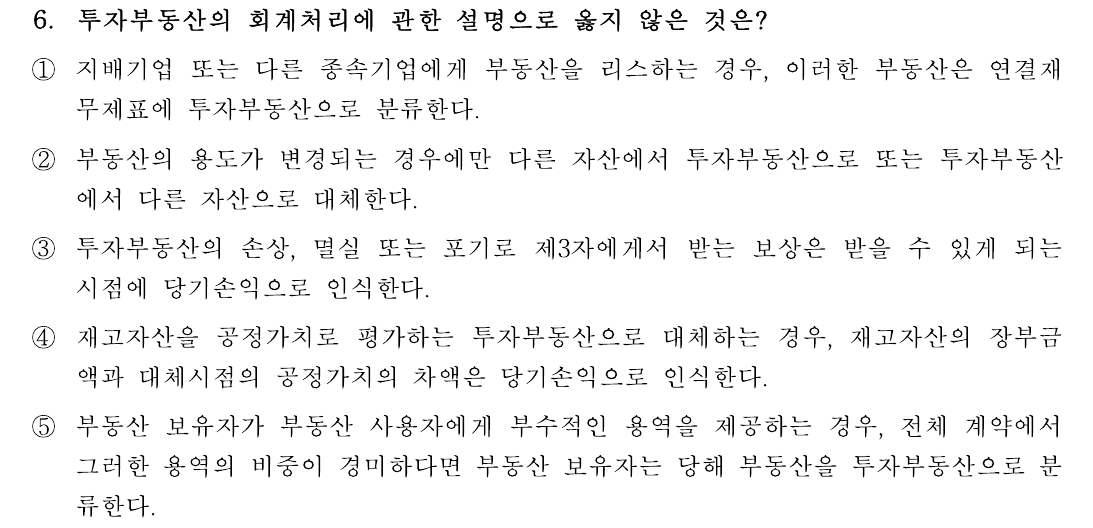 6. 투자부동산의 회계처리에 관한 설명으로 옳지 않은 것은?
① 지배기업 또는 다른 종속기업에게 부동산을 리스하는 경우, 이러한 부동산은 연결재
무제표에 투자부동산으로 분류한다.
② 부동산의 용도가 변경되는 경우에만 다른 자산에서 투자부동산으로 또는 투자부동산
에서 다른 자산으로 대체한다.
③ 투자부동산의 손상, 멸실 또는 포기로 제3자에게서 받는 보상은 받을 수 있게 되는
시점에 당기손익으로 인식한다.
④ 재고자산을 공정가치로 평가하는 투자부동산으로 대체하는 경우, 재고자산의 장부금
액과 대체시점의 공정가치의 차액은 당기손익으로 인식한다.
⑤ 부동산 보유자가 부동산 사용자에게 부수적인 용역을 제공하는 경우, 전체 계약에서
그러한 용역의 비중이 경미하다면 부동산 보유자는 당해 부동산을 투자부동산으로 분
류한다.